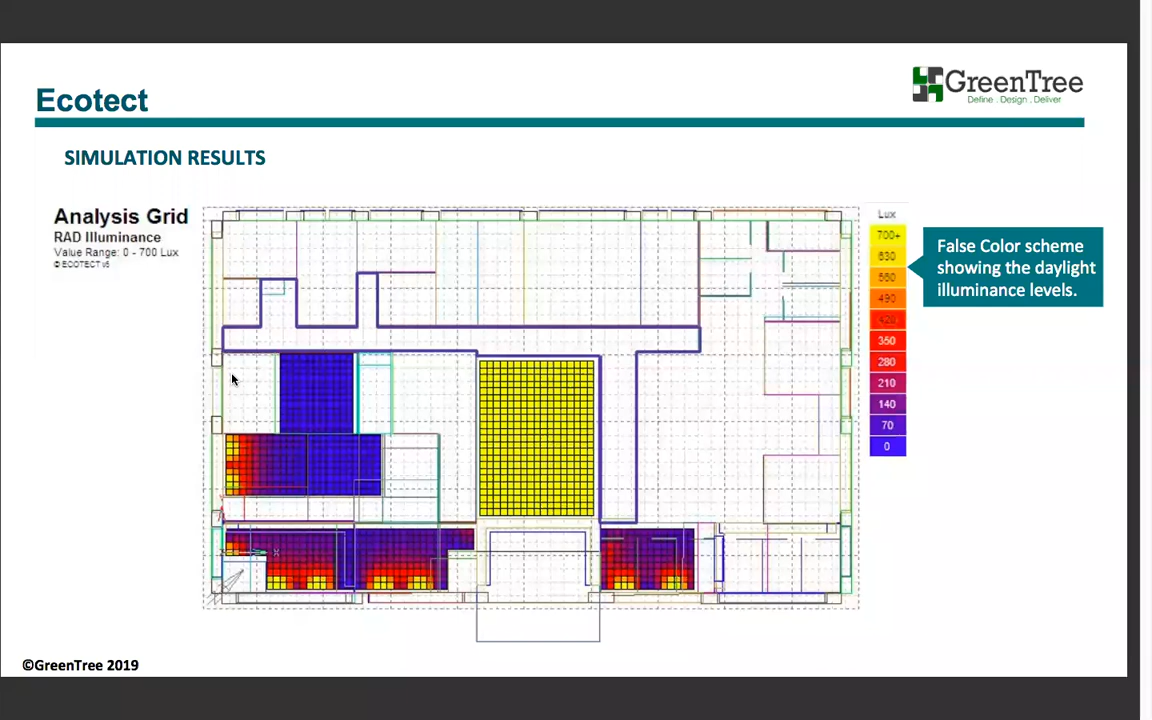 Ecotect
GreenTree
Define . Design . Deliver
SIMULATION RESULTS
Analysis Grid
RAD Illuminance
Value Range: 0 - 700 Lux
© ECOTECT v5
Lux
700+
630
560
490
420
350
280
210
140
70
0
False Color scheme
showing the daylight
illuminance levels.
©GreenTree 2019